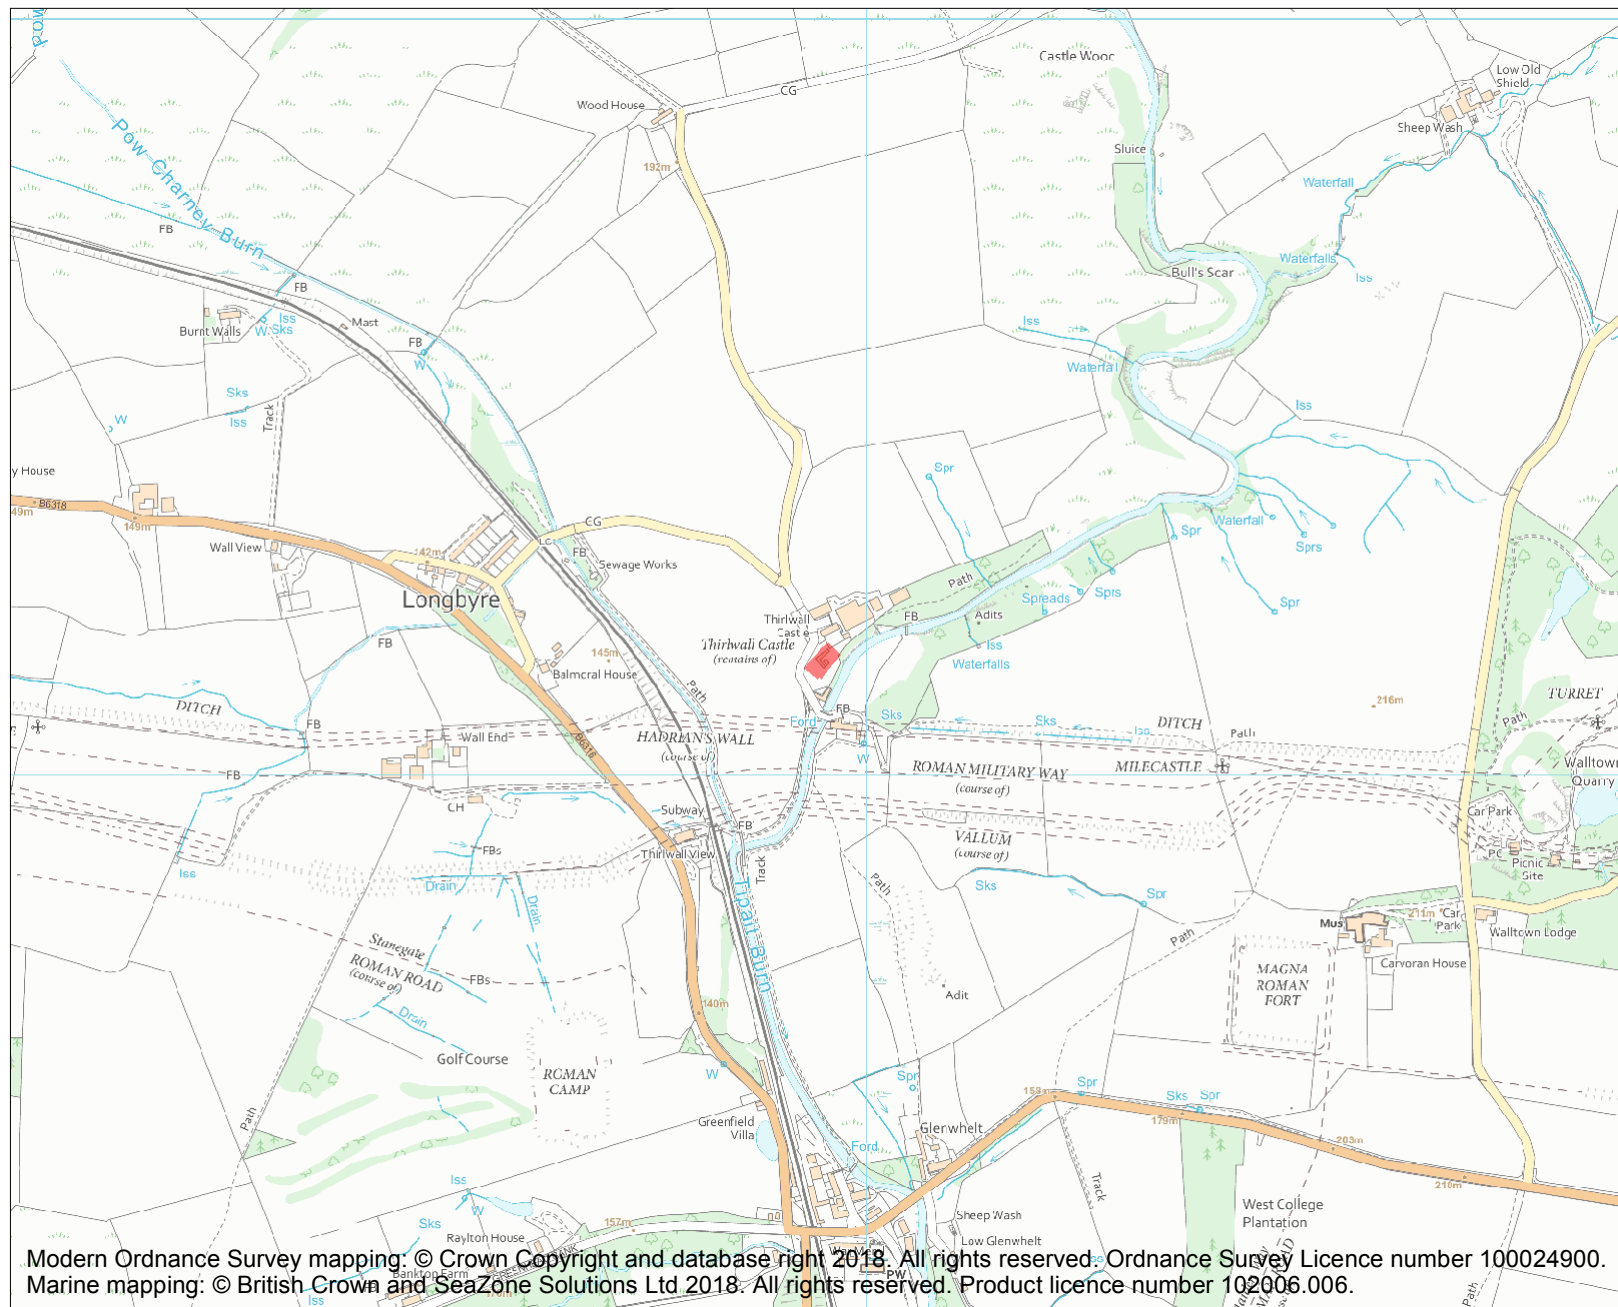 Pow
Castle Wood
Low Old
Shield
CG
Wood House
Pow Charney Burn
Sheep Wash
Sluice
192m
Waterfall
FB
Waterfalls
Iss
Bull's Scar
FB
Iss
Burnt Walls
W
Sks
Mast
FB
W
Iss
Waterfall
Sks
Iss
Track
W
Iss
y House
Spr
B6318
49m
149m
CG
Waterfall
Spr
Sprs
Wall View
142m
LC
FB
Sewage Works
Path
Longbyre
Spreads
Sprs
Spr
Thirlwall
Castle
FB
Adits
Thirlwall Castle
(remains of)
FB
145m
Iss
Waterfalls
Balmoral House
Path
DITCH
216m
TURRET
FB
Ford
FB
Sks
Sks
DITCH
Iss
Path
Path
Wall End
HADRIAN'S WALL
(course of)
B6318
W
ROMAN MILITARY WAY
(course of)
MILECASTLE
Walltown
Quarry
FB
CH
Subway
FB
Car Park
Thirlwall View
VALLUM
(course of)
FBs
PC
Picnic
Site
Iss
Drain
Track
Path
Sks
Spr
Drain
Tipalt Burn
Mus
211m
Car
Park
Walltown Lodge
Stanegate
ROMAN ROAD
(course of)
Path
Carvoran House
FBs
MAGNA
ROMAN
FORT
Adit
140m
Drain
Golf Course
ROMAN
CAMP
W
Spr
158m
Spr
Sks
Spr
179m
Path
Greenfield
Villa
Glenwhelt
203m
Ford
Iss
W
Track
210m
Sks
157m
Raylton House
Sheep Wash
Low Glenwhelt
West College
Plantation
Bankton Farm
PW
Iss
Path
Modern Ordnance Survey mapping: © Crown Copyright and database right 2018. All rights reserved. Ordnance Survey Licence number 100024900.
Marine mapping: © British Crown and SeaZone Solutions Ltd 2018. All rights reserved. Product licence number 102006.006.